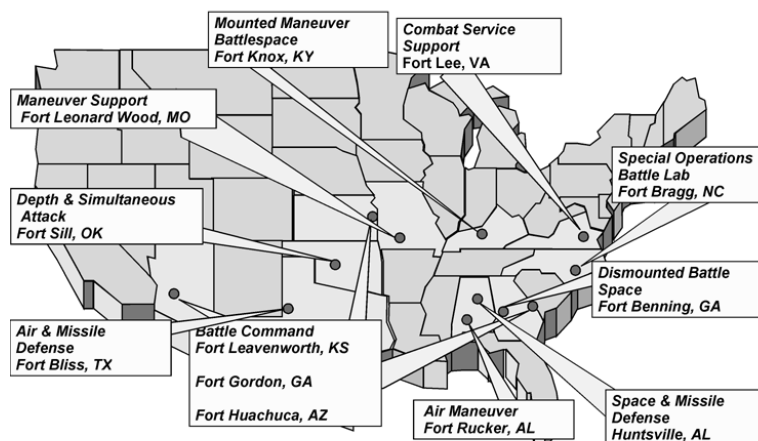 Mounted Maneuver
Battlespace
Fort Knox, KY
Combat Service
Support
Fort Lee, VA
Maneuver Support
Fort Leonard Wood, MO
Special Operations
Battle Lab
Fort Bragg, NC
Depth & Simultaneous
Attack
Fort Sill, OK
Dismounted Battle
Space
Fort Benning, GA
Air & Missile
Defense
Fort Bliss, TX
Battle Command
Fort Leavenworth, KS
Fort Gordon, GA
Fort Huachuca, AZ
Air Maneuver
Fort Rucker, AL
Space & Missile
Defense
Huntsville, AL